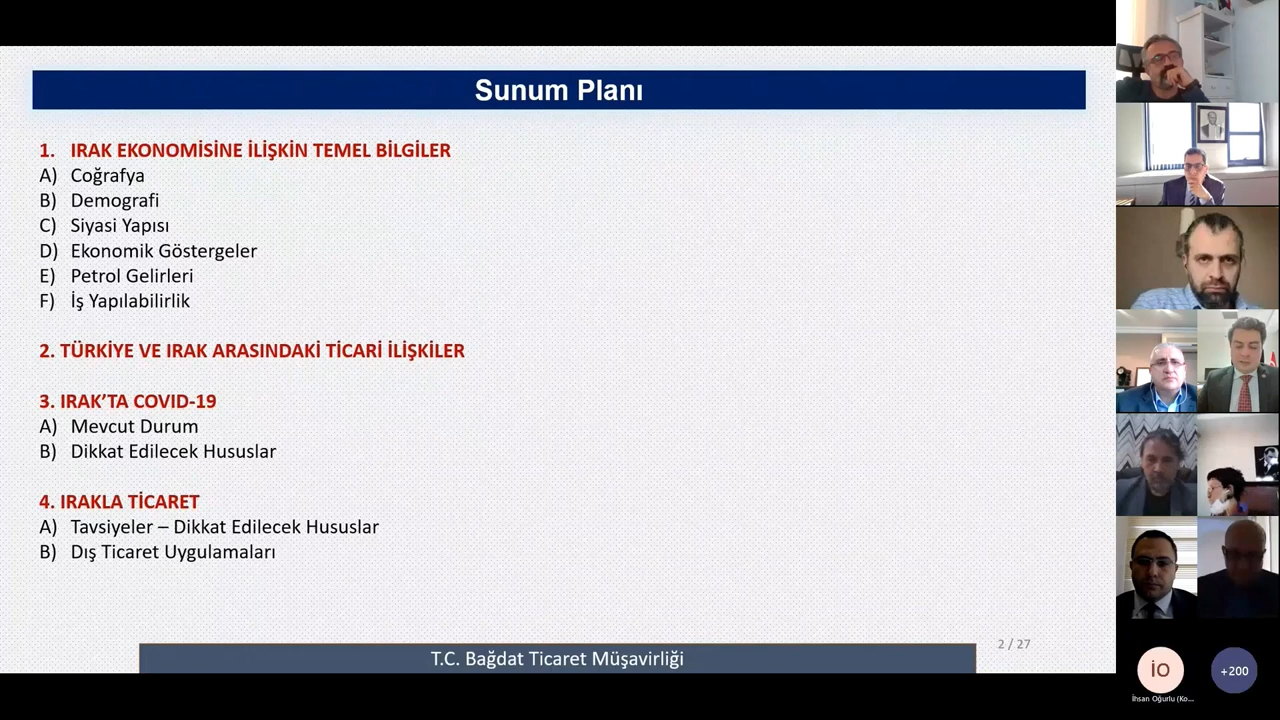 Sunum Planı
1. IRAK EKONOMİSİNE İLİŞKİN TEMEL BİLGİLER
A) Coğrafya
B) Demografi
C) Siyasi Yapısı
D) Ekonomik Göstergeler
E) Petrol Gelirleri
F) İş Yapılabilirlik
2. TÜRKİYE VE IRAK ARASINDAKİ TİCARİ İLİŞKİLER
3. IRAK’TA COVID-19
A) Mevcut Durum
B) Dikkat Edilecek Hususlar
4. IRAKLA TİCARET
A) Tavsiyeler – Dikkat Edilecek Hususlar
B) Dış Ticaret Uygulamaları
2 / 27
T.C. Bağdat Ticaret Müşavirliği
İO
+200
İhsan Oğurlu (Ko...